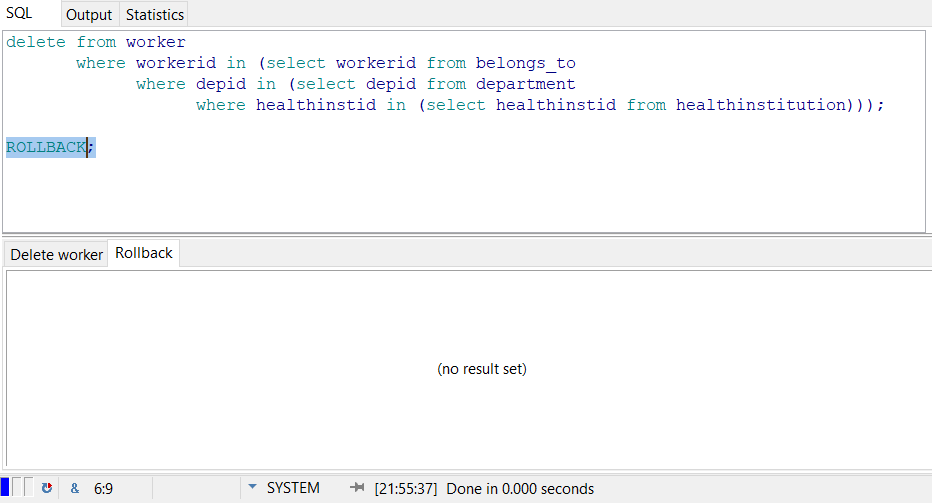 SQL Output Statistics
delete from worker
where workerid in (select workerid from belongs_to
where depid in (select depid from department
where healthinstid in (select healthinstid from healthinstitution)));
ROLLBACK;
Delete worker Rollback
(no result set)
& 6:9 SYSTEM [21:55:37] Done in 0.000 seconds